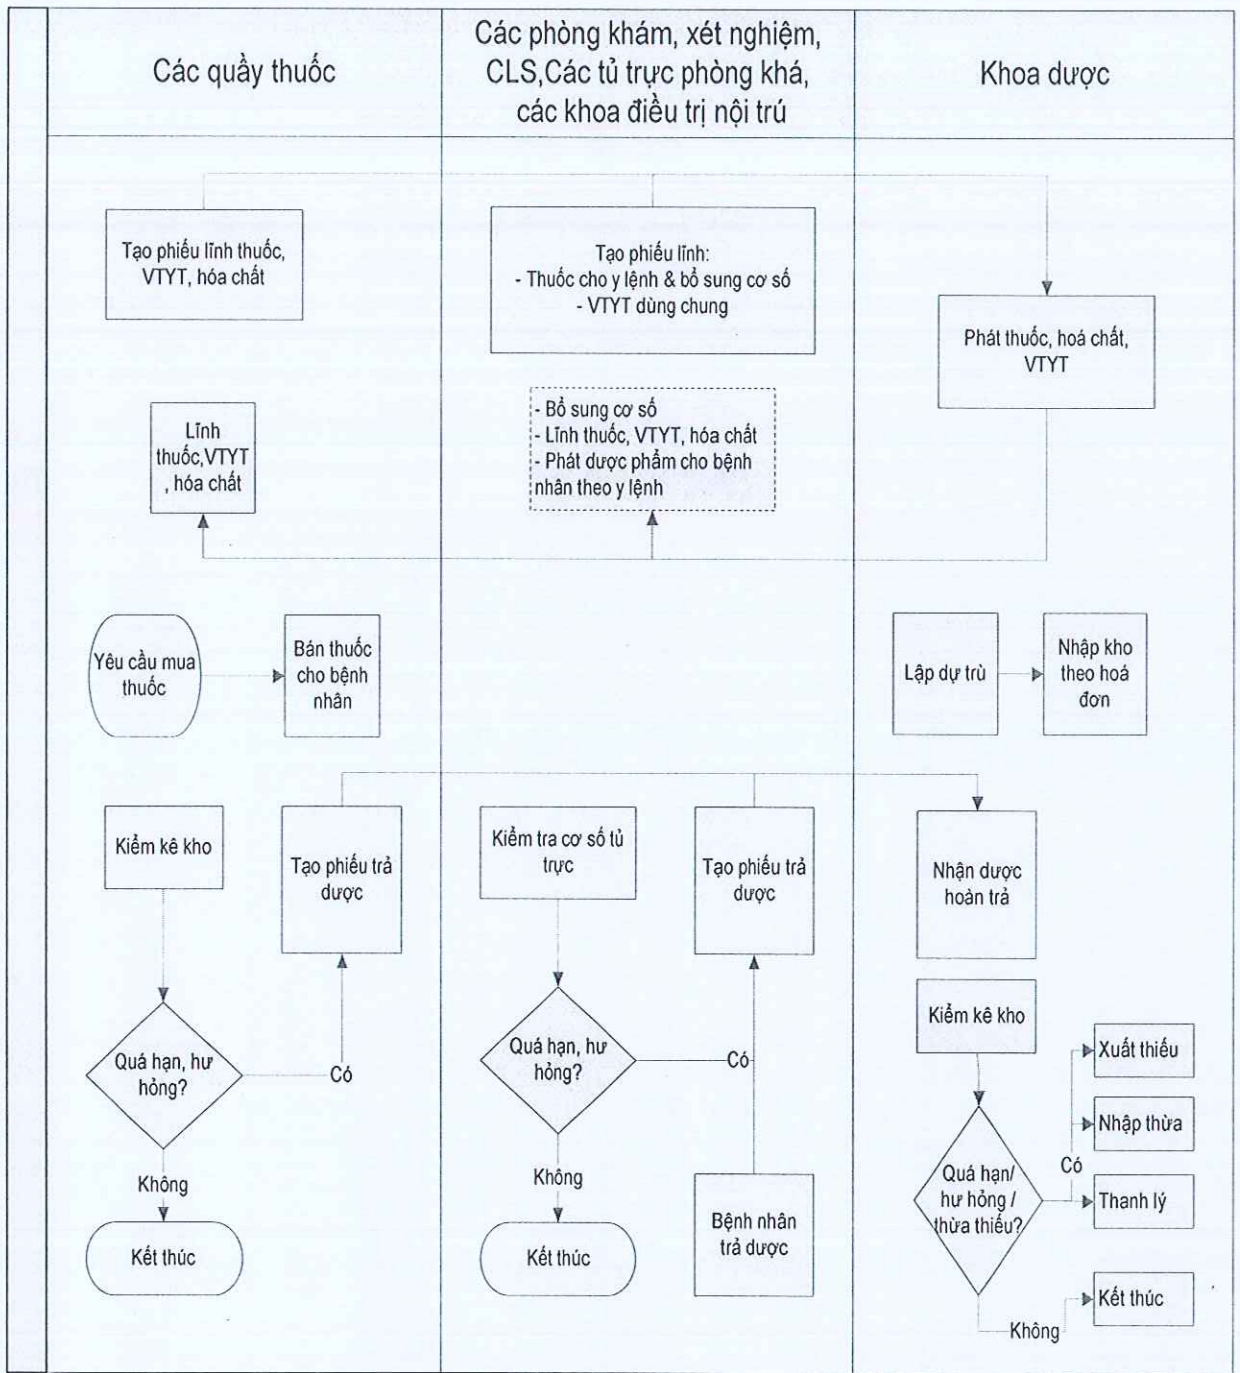 Các quầy thuốc
Các phòng khám, xét nghiệm,
CLS,Các tủ trực phòng khá,
các khoa điều trị nội trú
Khoa dược
Tạo phiếu lĩnh thuốc,
VTYT, hóa chất
Tạo phiếu lĩnh:
- Thuốc cho y lệnh & bổ sung cơ số
- VTYT dùng chung
Phát thuốc, hoá chất,
VTYT
Lĩnh
thuốc,VTYT
, hóa chất
- Bổ sung cơ số
- Lĩnh thuốc, VTYT, hóa chất
- Phát dược phẩm cho bệnh
nhân theo y lệnh
Yêu cầu mua
thuốc
Bán thuốc
cho bệnh
nhân
Lập dự trù
Nhập kho
theo hoá
đơn
Kiểm kê kho
Tạo phiếu trả
dược
Kiểm tra cơ số tủ
trực
Tạo phiếu trả
dược
Nhận dược
hoàn trả
Quá hạn, hư
hỏng?
Có
Không
Kết thúc
Quá hạn, hư
hỏng?
Có
Không
Kết thúc
Bệnh nhân
trả dược
Kiểm kê kho
Quá hạn/
hư hỏng /
thừa thiếu?
Có
Xuất thiếu
Nhập thừa
Thanh lý
Không
Kết thúc